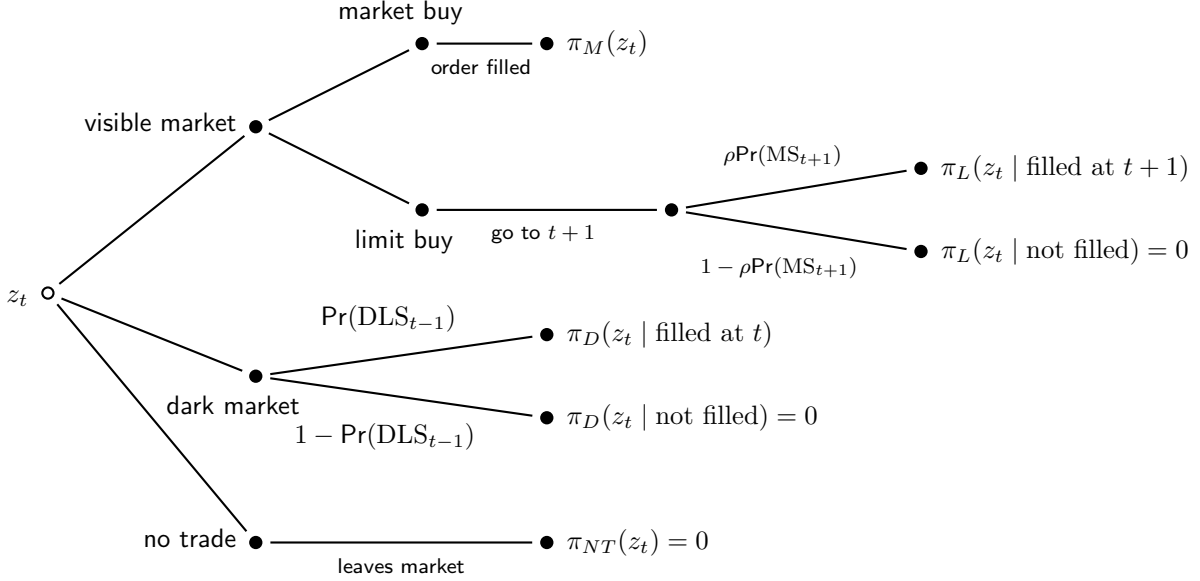 market buy
order filled
π_M(z_t)
visible market
ρPr(MS_{t+1})
π_L(z_t | filled at t + 1)
limit buy
go to t + 1
1 − ρPr(MS_{t+1})
π_L(z_t | not filled) = 0
z_t
Pr(DLS_{t−1})
π_D(z_t | filled at t)
dark market
1 − Pr(DLS_{t−1})
π_D(z_t | not filled) = 0
no trade
leaves market
π_{NT}(z_t) = 0